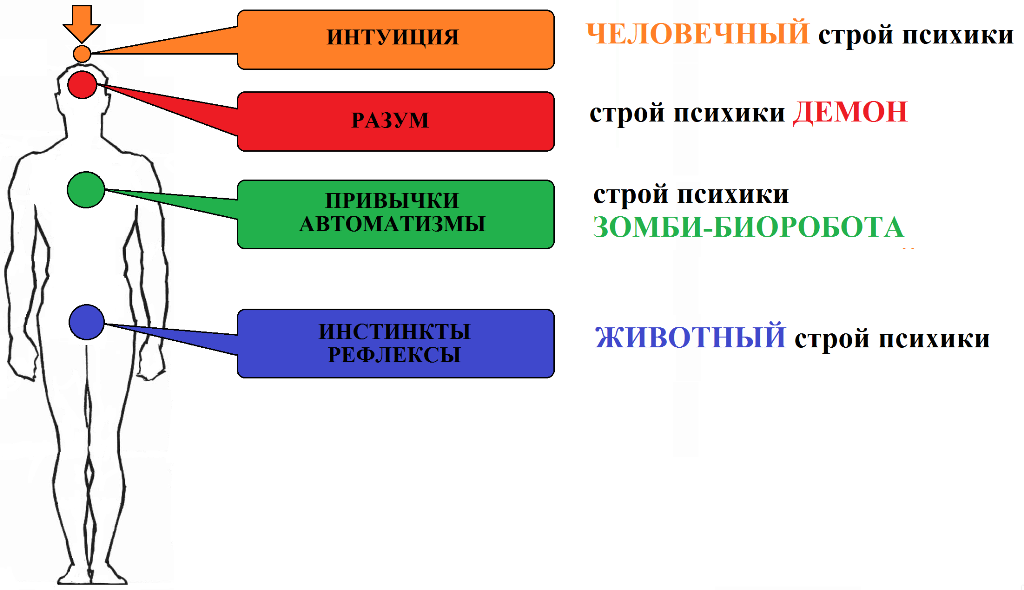 ИНТУИЦИЯ
ЧЕЛОВЕЧНЫЙ строй психики
РАЗУМ
строй психики ДЕМОН
ПРИВЫЧКИ
АВТОМАТИЗМЫ
строй психики
ЗОМБИ-БИОРОБОТА
ИНСТИНКТЫ
РЕФЛЕКСЫ
ЖИВОТНЫЙ строй психики